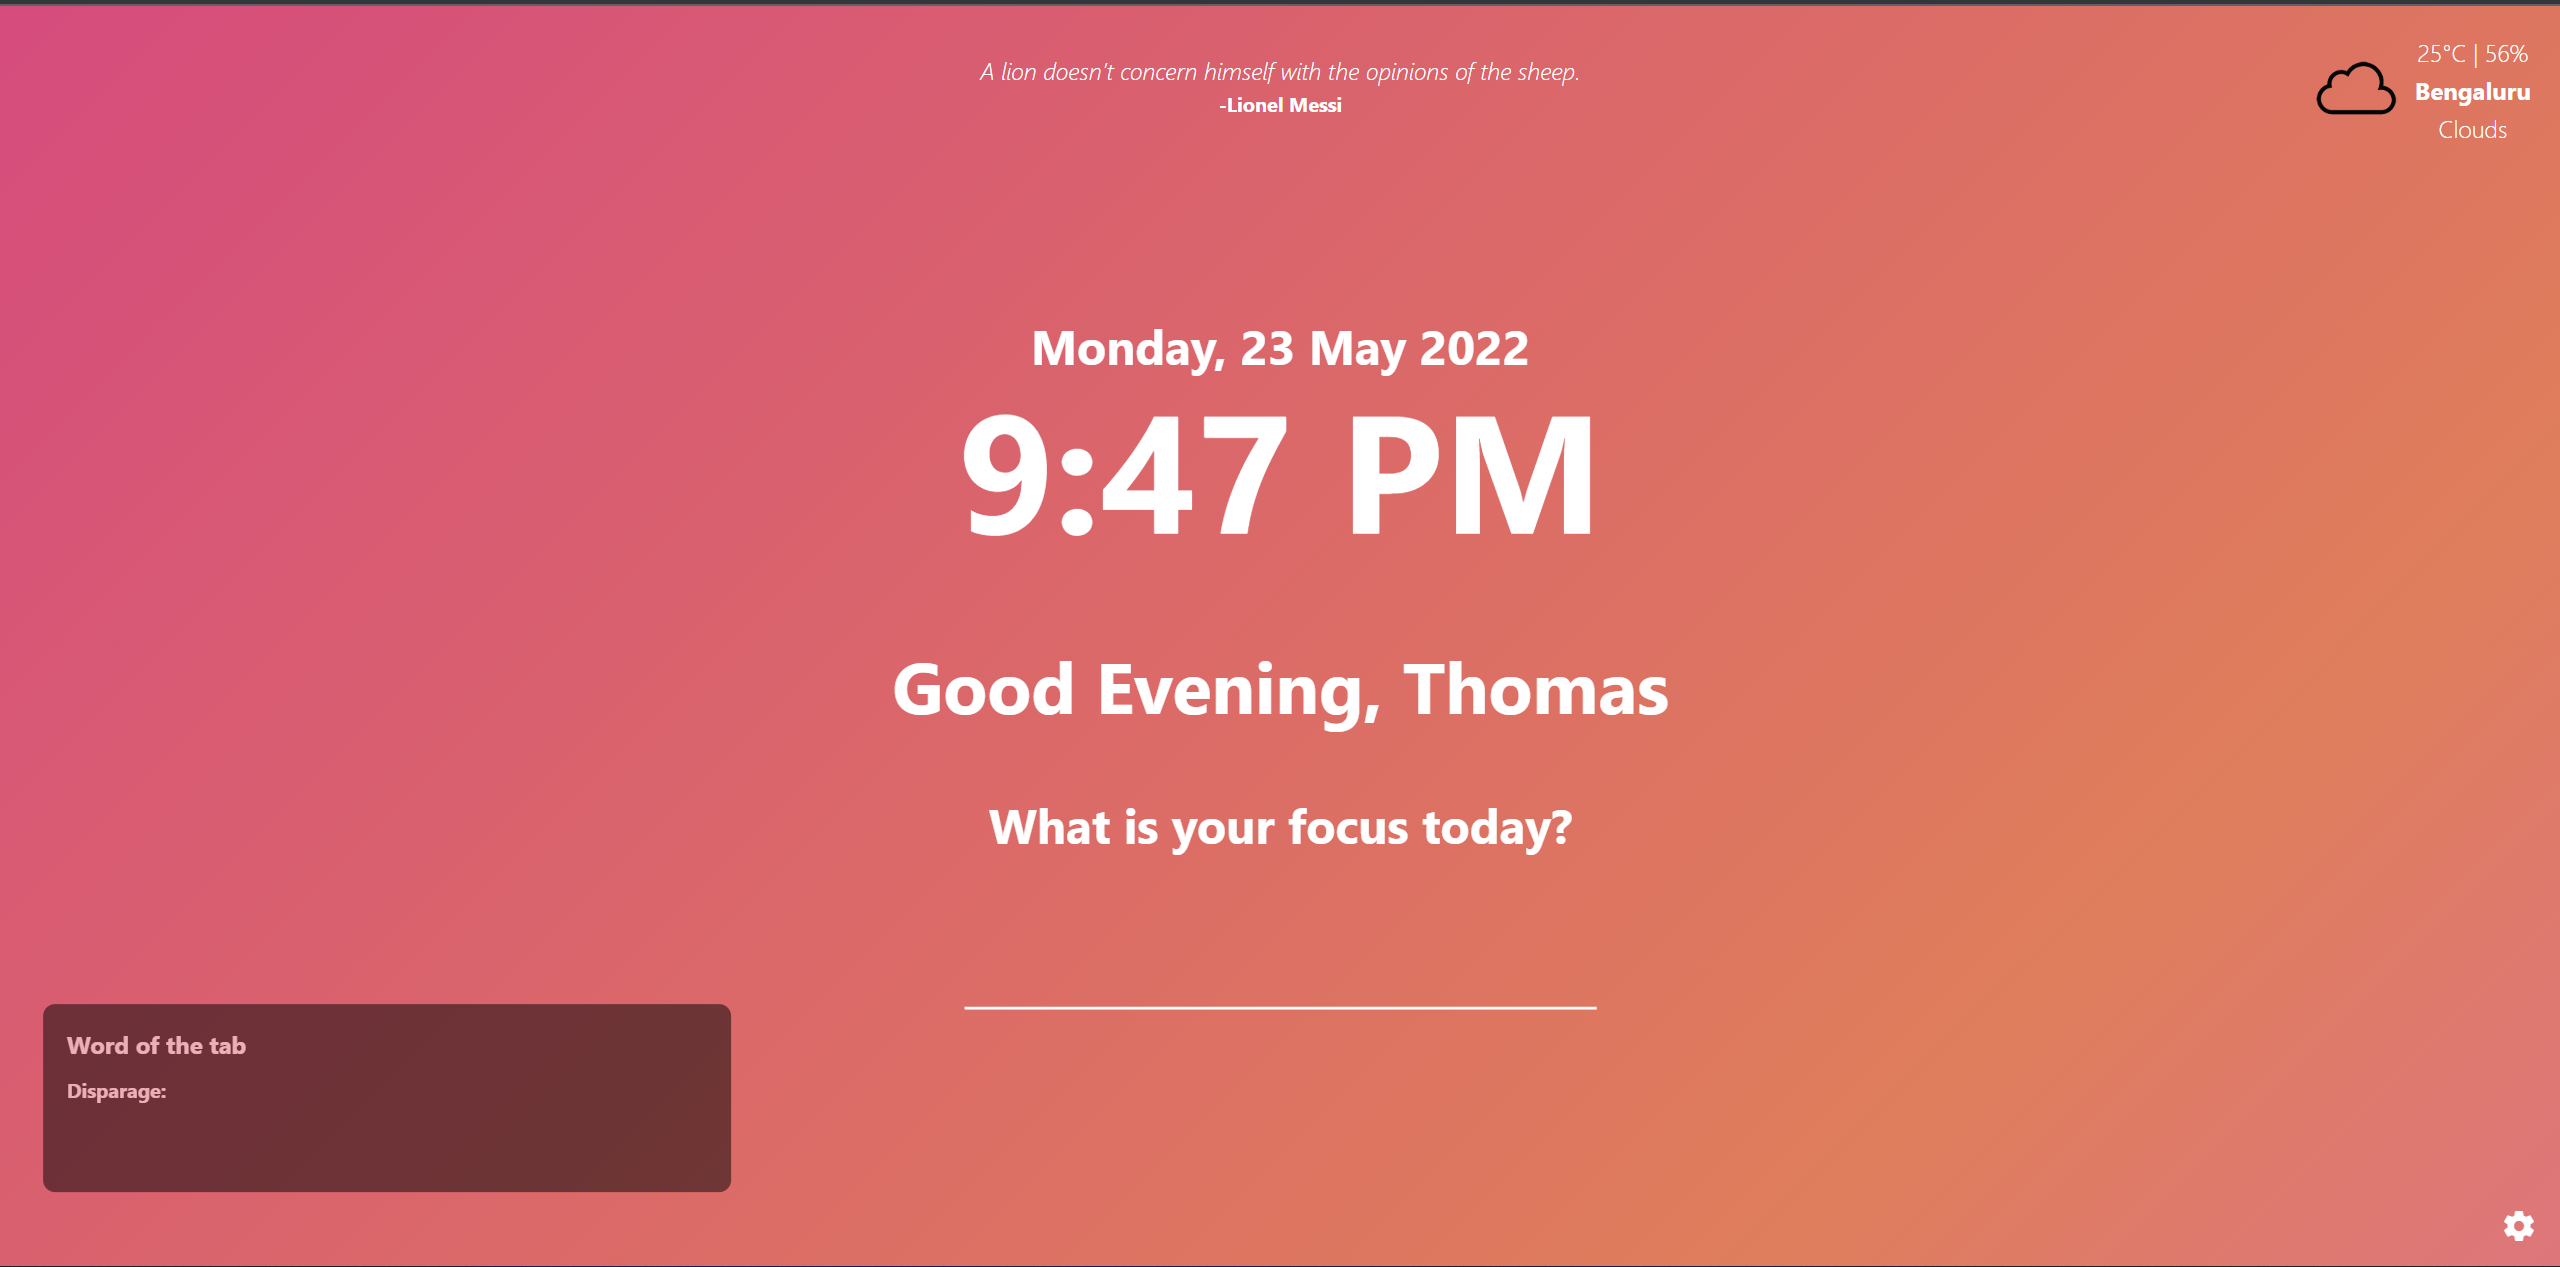 A lion doesn't concern himself with the opinions of the sheep.
-Lionel Messi
25°C | 56%
Bengaluru
Clouds
Monday, 23 May 2022
9:47 PM
Good Evening, Thomas
What is your focus today?
Word of the tab
Disparage: